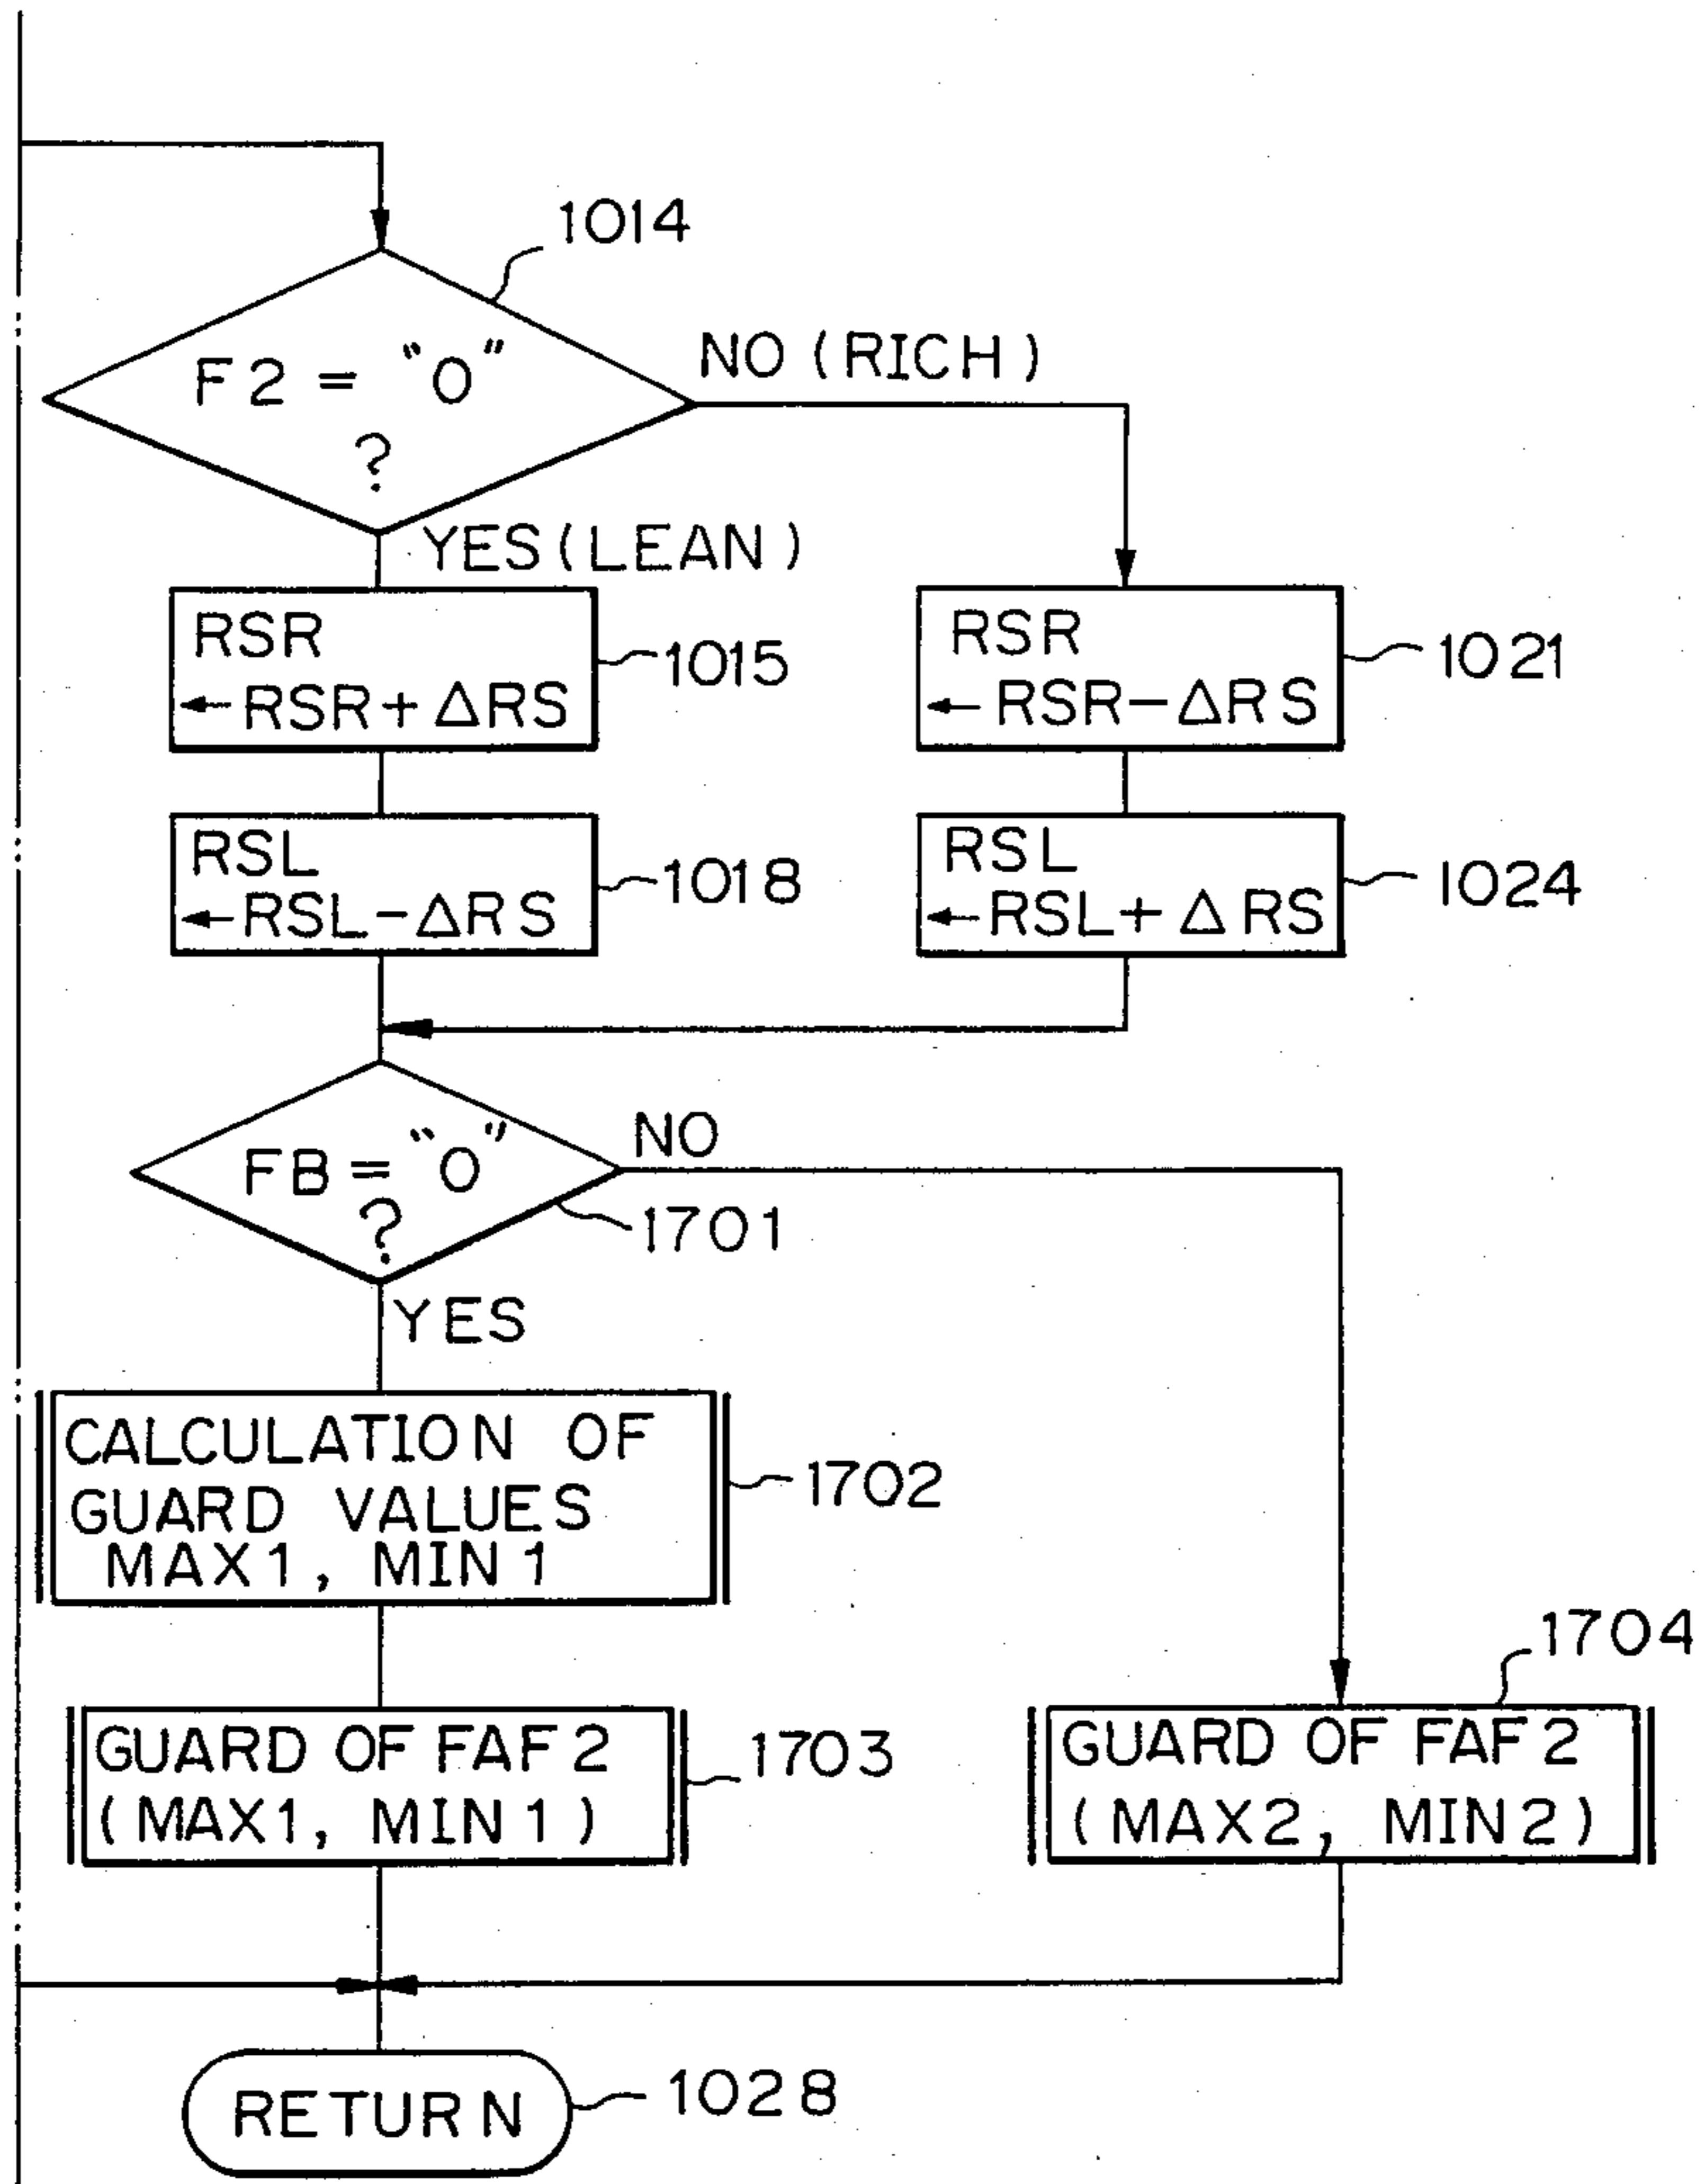 1014
F2 = "0"
?
NO (RICH)
YES (LEAN)
RSR
←RSR+ΔRS
1015
RSR
←RSR-ΔRS
1021
RSL
←RSL-ΔRS
1018
RSL
←RSL+ΔRS
1024
FB = "0"
?
NO
1701
YES
CALCULATION OF
GUARD VALUES
MAX1, MIN1
1702
GUARD OF FAF2
(MAX1, MIN1)
1703
1704
GUARD OF FAF2
(MAX2, MIN2)
RETURN
1028